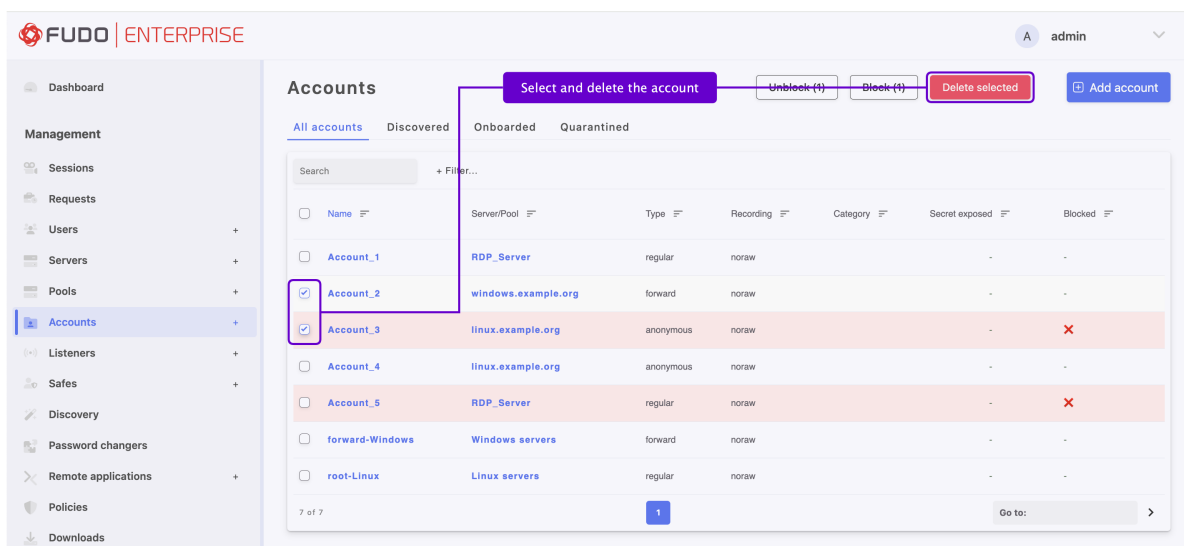 FUDO ENTERPRISE
A admin
Dashboard
Management
Sessions
Requests
Users +
Servers +
Pools +
Accounts +
Listeners +
Safes +
Discovery
Password changers
Remote applications +
Policies
Downloads
Accounts
Select and delete the account
Unblock (1) Block (1) Delete selected Add account
All accounts Discovered Onboarded Quarantined
Search + Filter...
Name Server/Pool Type Recording Category Secret exposed Blocked
Account_1 RDP_Server regular noraw - -
Account_2 windows.example.org forward noraw - -
Account_3 linux.example.org anonymous noraw -
Account_4 linux.example.org anonymous noraw - -
Account_5 RDP_Server regular noraw -
forward-Windows Windows servers forward noraw - -
root-Linux Linux servers regular noraw - -
7 of 7 1 Go to: